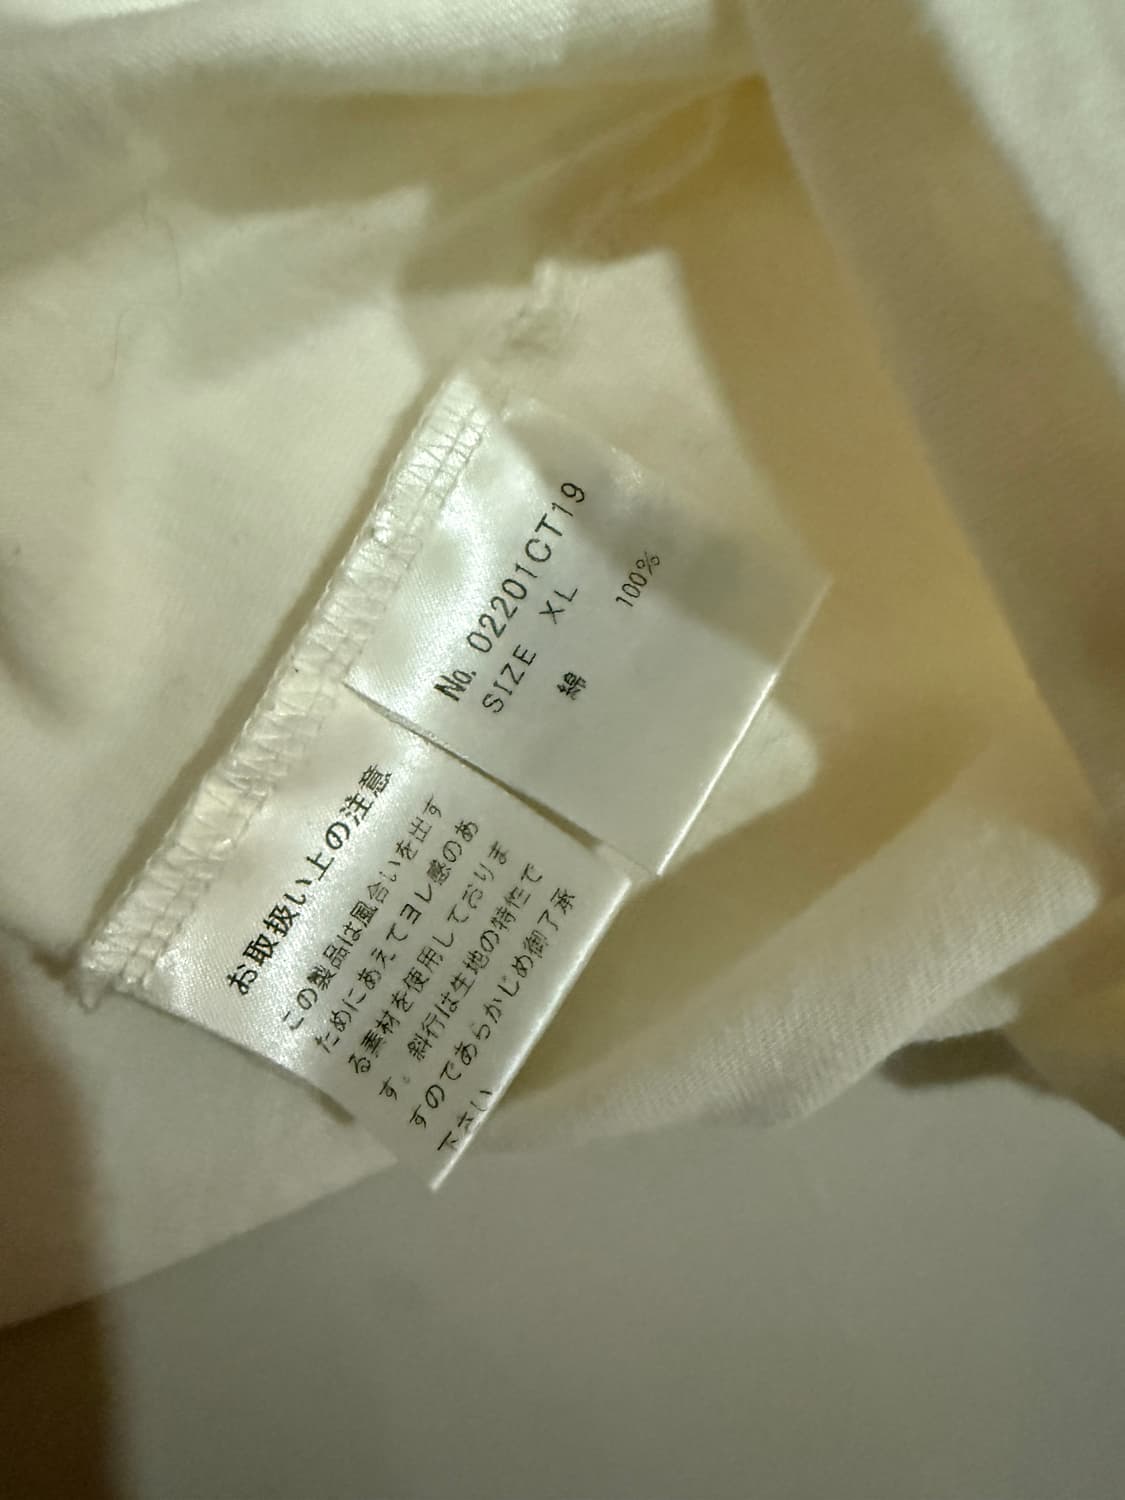 No. 02201CT19
SIZE XL
綿 100%
お取扱い上の注意
この製品は風合いを出す
ためにあえてヨレ感のあ
る素材を使用しておりま
す。斜行は生地の特性で
すのであらかじめ御了承
下さい